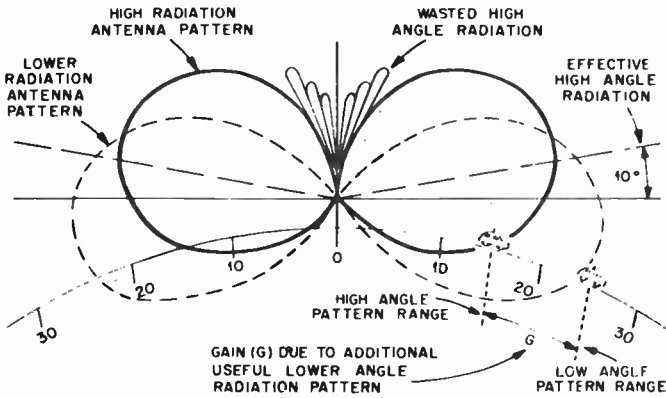 HIGH RADIATION
ANTENNA PATTERN
WASTED HIGH
ANGLE RADIATION
LOWER
RADIATION
ANTENNA
PATTERN
EFFECTIVE
HIGH ANGLE
RADIATION
10°
30
20
10
0
10
20
30
HIGH ANGLE
PATTERN RANGE
G
GAIN (G) DUE TO ADDITIONAL
USEFUL LOWER ANGLE
RADIATION PATTERN
LOW ANGLE
PATTERN RANGE